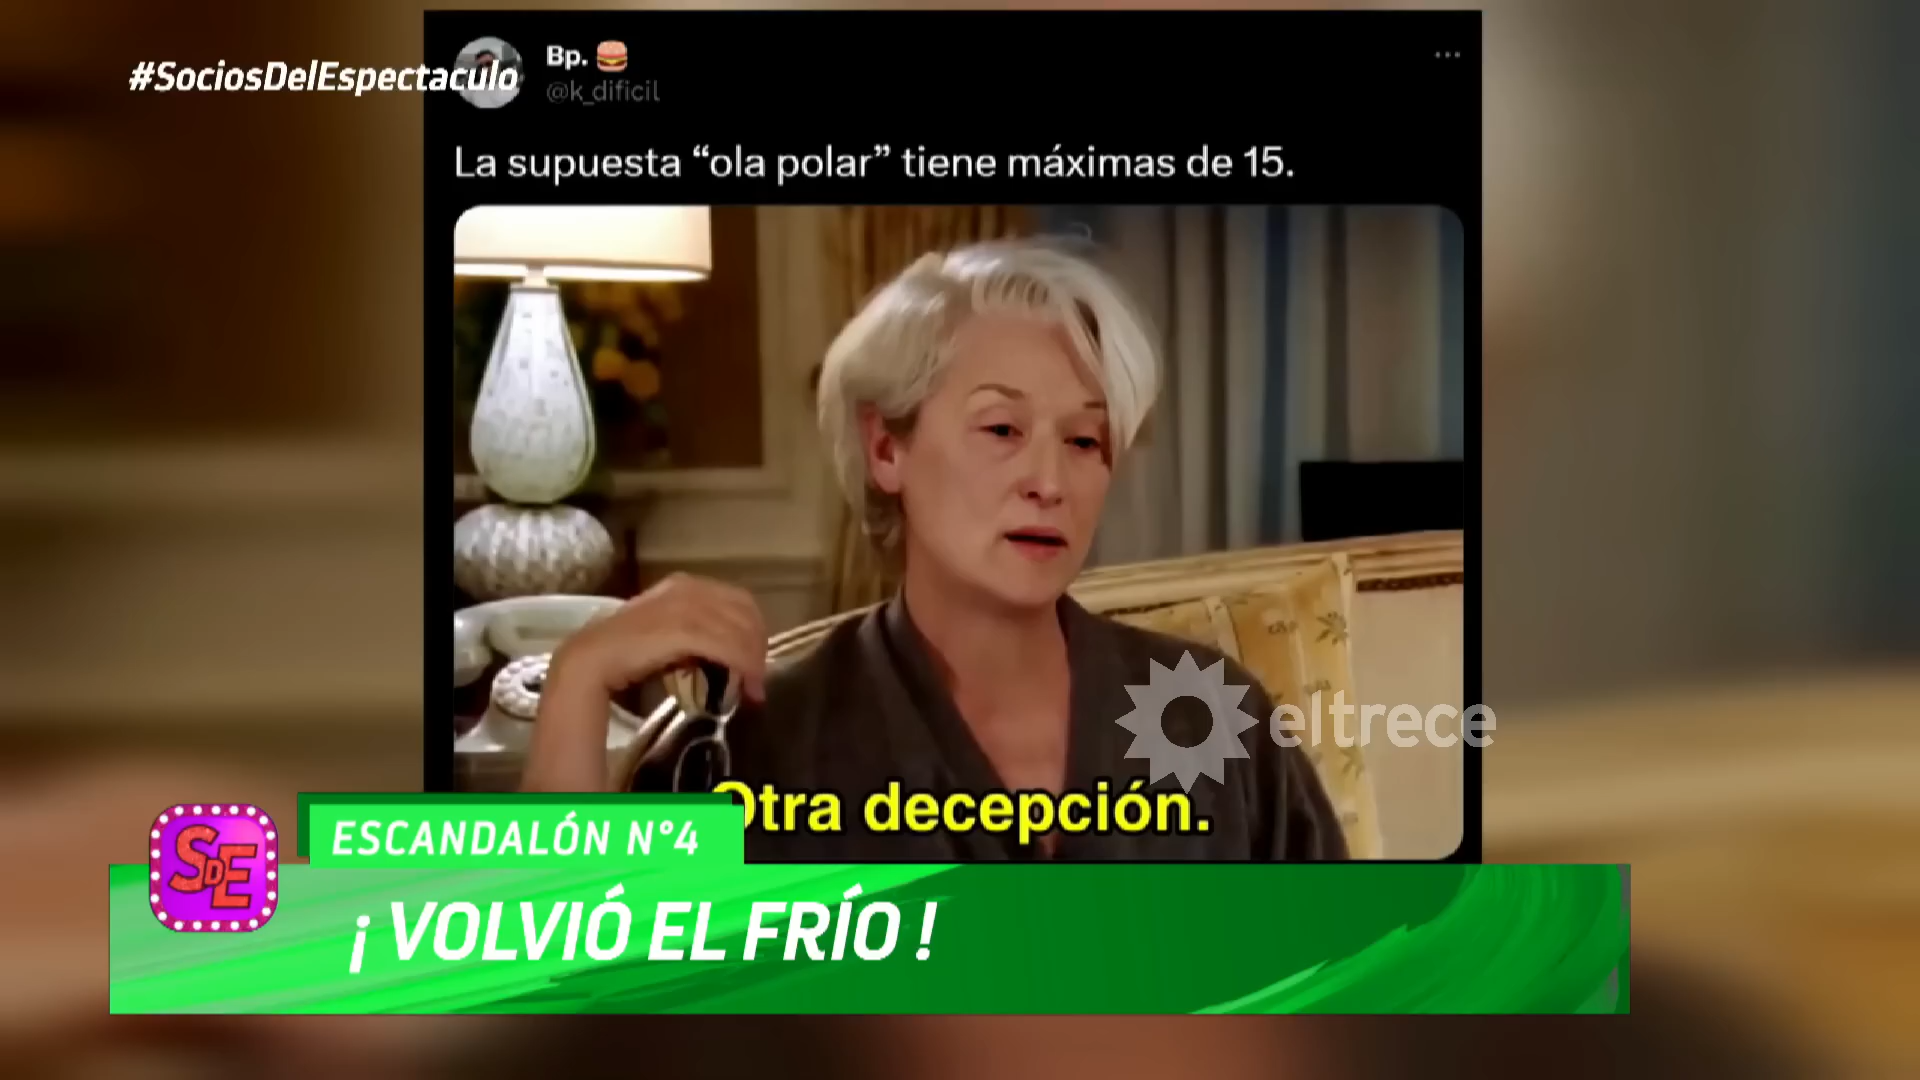 #SociosDelEspectaculo
Bp. 🍔
@k_dificil
La supuesta “ola polar” tiene máximas de 15.
eltrece
Otra decepción.
ESCANDALÓN N°4
SDE
¡VOLVIÓ EL FRÍO!